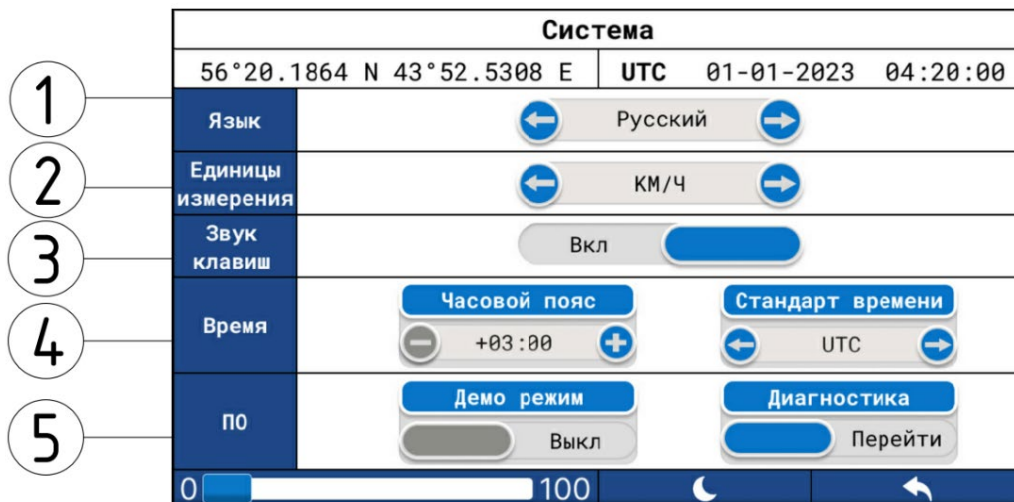 Система
56°20.1864 N 43°52.5308 E UTC 01-01-2023 04:20:00
1
Язык
Русский
2
Единицы
измерения
КМ/Ч
3
Звук
клавиш
Вкл
4
Время
Часовой пояс
+03:00
Стандарт времени
UTC
5
ПО
Демо режим
Выкл
Диагностика
Перейти
0 100